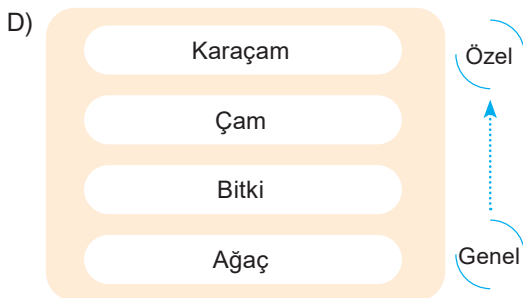 D)
Karaçam
Çam
Bitki
Ağaç
Özel
Genel